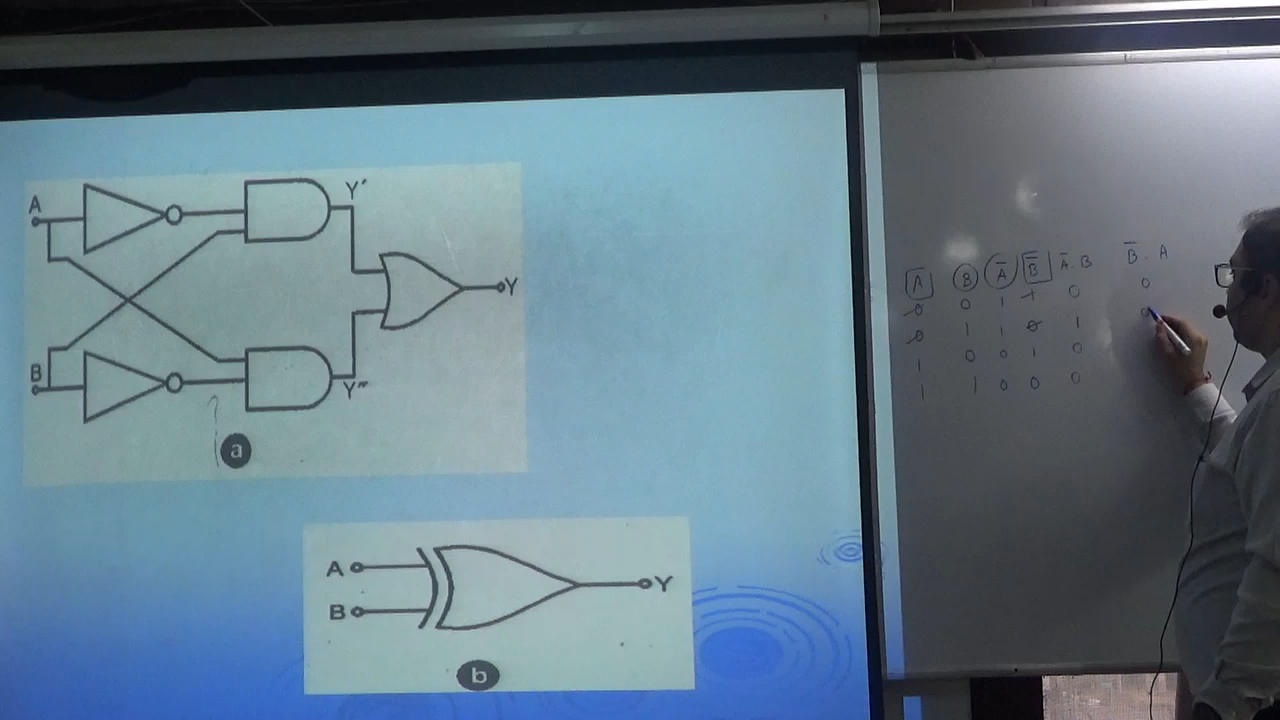 A
Y′
Y
B
Y″
a
A
B
Y
b
A B A̅ B̅ A̅.B B̅.A
0 0 1 1 0 0
0 1 1 0 1 0
1 0 0 1 0
1 1 0 0 0